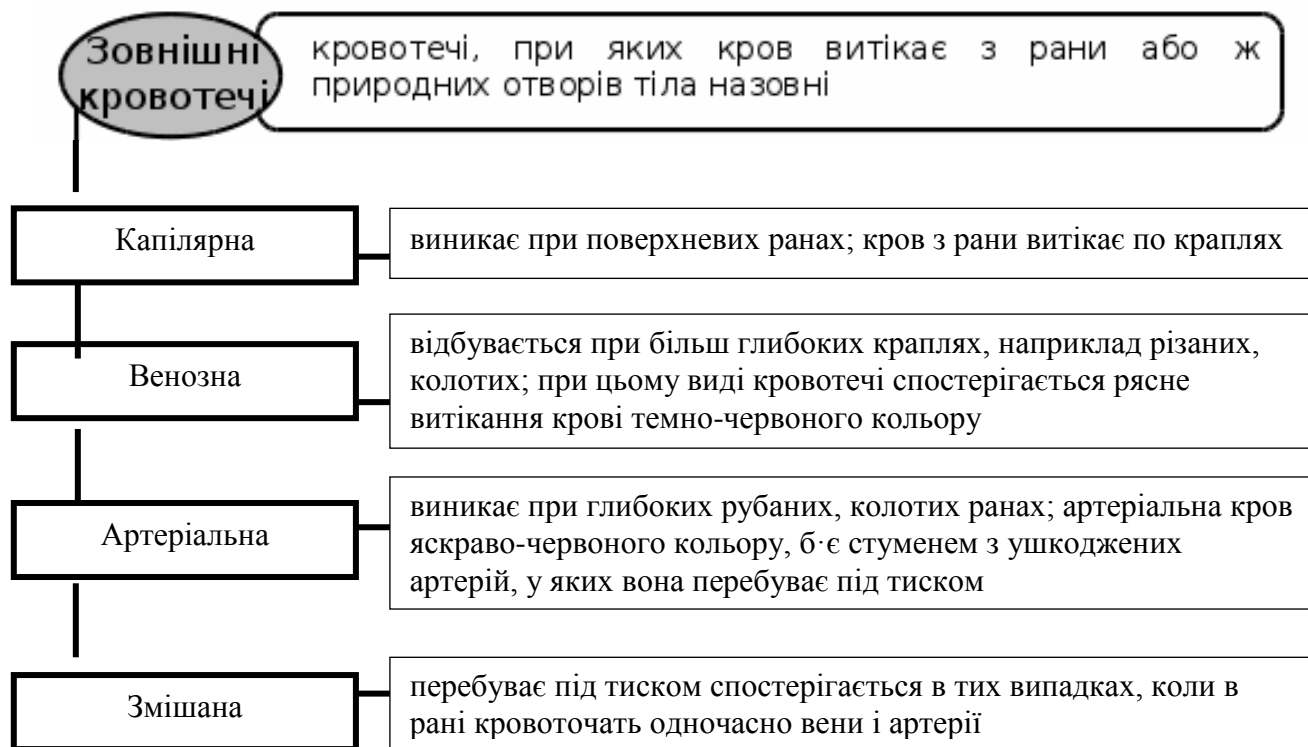 Зовнішні
кровотечі
кровотечі, при яких кров витікає з рани або ж
природних отворів тіла назовні
Капілярна
виникає при поверхневих ранах; кров з рани витікає по краплях
Венозна
відбувається при більш глибоких краплях, наприклад різаних,
колотих; при цьому виді кровотечі спостерігається рясне
витікання крові темно-червоного кольору
Артеріальна
виникає при глибоких рубаних, колотих ранах; артеріальна кров
яскраво-червоного кольору, б·є стуменем з ушкоджених
артерій, у яких вона перебуває під тиском
Змішана
перебуває під тиском спостерігається в тих випадках, коли в
рані кровоточать одночасно вени і артерії